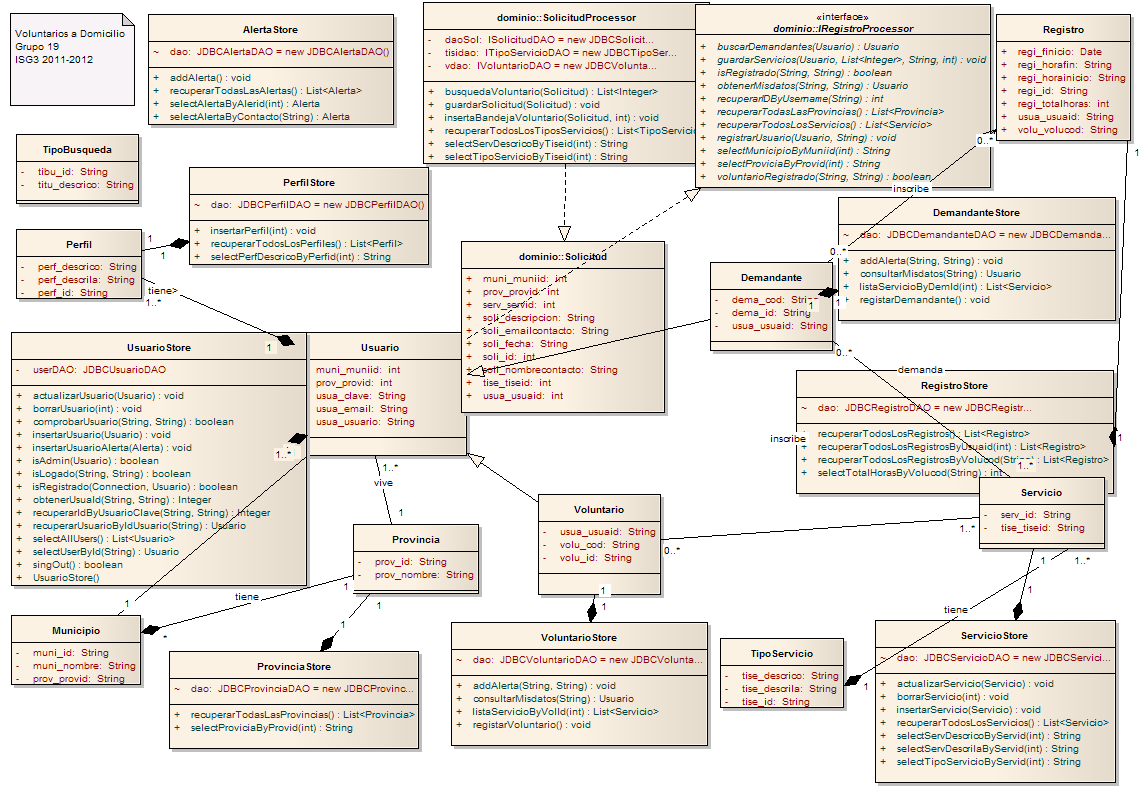 Voluntarios a Domicilio
Grupo 19
ISG3 2011-2012
AlertaStore
~ dao: JDBCAlertaDAO = new JDBCAlertaDAO()
+ addAlerta() : void
+ recuperarTodasLasAlertas() : List<Alerta>
+ selectAlertaByAlerid(int) : Alerta
+ selectAlertaByContacto(String) : Alerta
dominio::SolicitudProcessor
- daoSol: ISolicitudDAO = new JDBCSolicit...
- tisidao: ITipoServicioDAO = new JDBCTipoSer...
- vdao: IVoluntarioDAO = new JDBCVolunta...
+ busquedaVoluntario(Solicitud) : List<Integer>
+ guardarSolicitud(Solicitud) : void
+ insertaBandejaVoluntario(Solicitud, int) : void
+ recuperarTodosLosTiposServicios() : List<TipoServicio
+ selectServDescricoByTiseid(int) : String
+ selectTipoServicioByTiseid(int) : String
«interface»
dominio::IRegistroProcessor
+ buscarDemandantes(Usuario) : Usuario
+ guardarServicios(Usuario, List<Integer>, String, int) : void
+ isRegistrado(String, String) : boolean
+ obtenerMisdatos(String, String) : Usuario
+ recuperarIDByUsername(String) : int
+ recuperarTodasLasProvincias() : List<Provincia>
+ recuperarTodosLosServicios() : List<Servicio>
+ registrarUsuario(Usuario, String) : void
+ selectMunicipioByMuniid(int) : String
+ selectProviciaByProvid(int) : String
+ voluntarioRegistrado(String, String) : boolean
Registro
+ regi_finicio: Date
+ regi_horafin: String
+ regi_horainicio: String
+ regi_id: String
+ regi_totalhoras: int
+ usua_usuaid: String
+ volu_volucod: String
0..*
1
inscribe
TipoBusqueda
- tibu_id: String
- titu_descrico: String
PerfilStore
~ dao: JDBCPerfilDAO = new JDBCPerfilDAO()
+ insertarPerfil(int) : void
+ recuperarTodosLosPerfiles() : List<Perfil>
+ selectPerfDescricoByPerfid(int) : String
Perfil
- perf_descrico: String
- perf_descrila: String
- perf_id: String
1
1
tiene>
1..*
dominio::Solicitud
+ muni_muniid: int
+ prov_provid: int
+ serv_servid: int
+ soli_descripcion: String
+ soli_emailcontacto: String
+ soli_fecha: String
+ soli_id: int
+ soli_nombrecontacto: String
+ tise_tiseid: int
+ usua_usuaid: int
DemandanteStore
~ dao: JDBCDemandanteDAO = new JDBCDemanda...
+ addAlerta(String, String) : void
+ consultarMisdatos(String) : Usuario
+ listaServicioByDemId(int) : List<Servicio>
+ registarDemandante() : void
0..*
Demandante
- dema_cod: String
- dema_id: String
- usua_usuaid: String
1
1
0..*
demanda
UsuarioStore
- userDAO: JDBCUsuarioDAO
+ actualizarUsuario(Usuario) : void
+ borrarUsuario(int) : void
+ comprobarUsuario(String, String) : boolean
+ insertarUsuario(Usuario) : void
+ insertarUsuarioAlerta(Alerta) : void
+ isAdmin(Usuario) : boolean
+ isLogado(String, String) : boolean
+ isRegistrado(Connection, Usuario) : boolean
+ obtenerUsuaId(String, String) : Integer
+ recuperarIdByUsuarioClave(String, String) : Integer
+ recuperarUsuarioByIdUsuario(String) : Usuario
+ selectAllUsers() : List<Usuario>
+ selectUserById(String) : Usuario
+ singOut() : boolean
+ UsuarioStore()
1
1..*
Usuario
muni_muniid: int
prov_provid: int
usua_clave: String
usua_email: String
usua_usuario: String
1..*
vive
1
RegistroStore
~ dao: JDBCRegistroDAO = new JDBCRegistr...
+ recuperarTodosLosRegistros() : List<Registro>
+ recuperarTodosLosRegistrosByUsuaid(int) : List<Registro>
+ recuperarTodosLosRegistrosByVolucod(String) : List<Registro>
+ selectTotalHorasByVolucod(String) : int
inscribe
1
1..*
Servicio
- serv_id: String
- tise_tiseid: String
1..*
Voluntario
- usua_usuaid: String
- volu_cod: String
- volu_id: String
0..*
1
1
Provincia
- prov_id: String
- prov_nombre: String
1
1
1
tiene
*
1
Municipio
- muni_id: String
- muni_nombre: String
- prov_provid: String
ProvinciaStore
~ dao: JDBCProvinciaDAO = new JDBCProvinc...
+ recuperarTodasLasProvincias() : List<Provincia>
+ selectProviciaByProvid(int) : String
VoluntarioStore
~ dao: JDBCVoluntarioDAO = new JDBCVolunta...
+ addAlerta(String, String) : void
+ consultarMisdatos(String) : Usuario
+ listaServicioByVolId(int) : List<Servicio>
+ registarVoluntario() : void
TipoServicio
- tise_descrico: String
- tise_descrila: String
- tise_id: String
1
tiene
1
1..*
1
ServicioStore
~ dao: JDBCServicioDAO = new JDBCServici...
+ actualizarServicio(Servicio) : void
+ borrarServicio(int) : void
+ insertarServicio(Servicio) : void
+ recuperarTodosLosServicios() : List<Servicio>
+ selectServDescricoByServid(int) : String
+ selectServDescrilaByServid(int) : String
+ selectTipoServicioByServid(int) : String